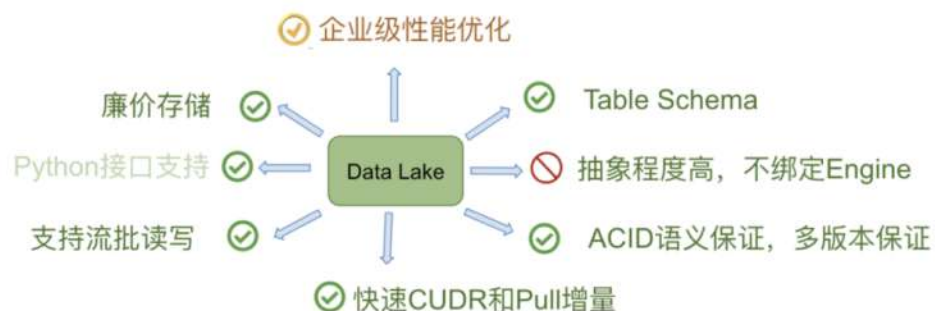 企业级性能优化
廉价存储
Table Schema
Python接口支持
Data Lake
抽象程度高，不绑定Engine
支持流批读写
ACID语义保证，多版本保证
快速CUDR和Pull增量